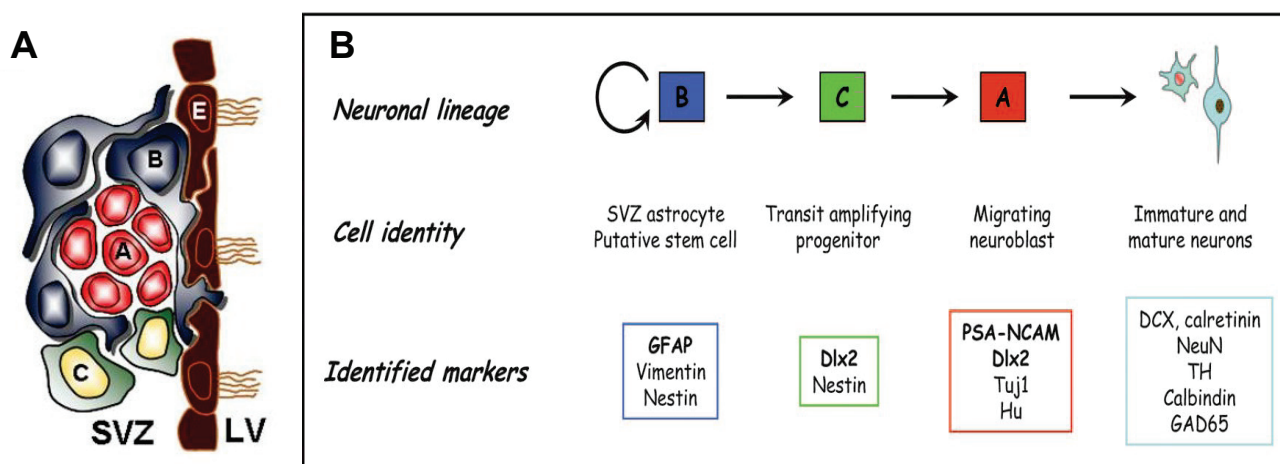 A
E
B
A
C
SVZ
LV
B
Neuronal lineage
B
C
A
Cell identity
SVZ astrocyte
Putative stem cell
Transit amplifying
progenitor
Migrating
neuroblast
Immature and
mature neurons
Identified markers
GFAP
Vimentin
Nestin
Dlx2
Nestin
PSA-NCAM
Dlx2
Tuj1
Hu
DCX, calretinin
NeuN
TH
Calbindin
GAD65